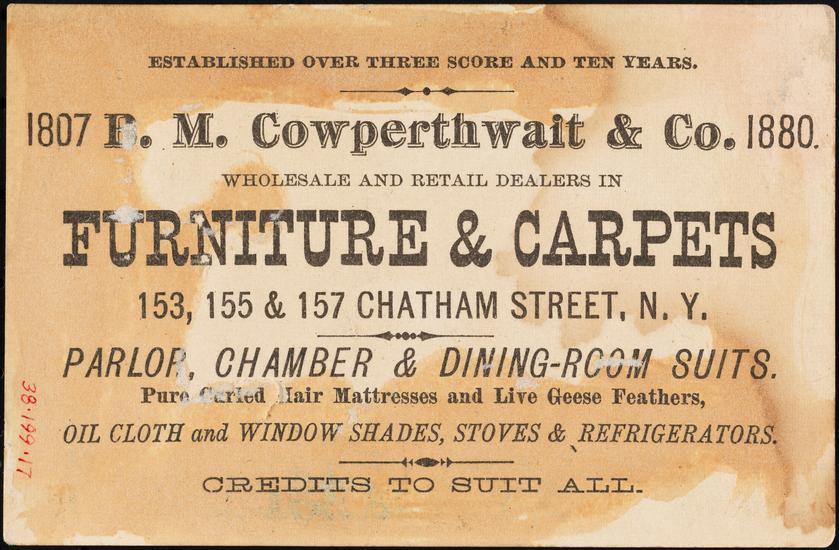 ESTABLISHED OVER THREE SCORE AND TEN YEARS.
1807 B. M. Cowperthwait & Co. 1880.
WHOLESALE AND RETAIL DEALERS IN
FURNITURE & CARPETS
153, 155 & 157 CHATHAM STREET, N. Y.
PARLOR, CHAMBER & DINING-ROOM SUITS.
Pure Curled Hair Mattresses and Live Geese Feathers,
OIL CLOTH and WINDOW SHADES, STOVES & REFRIGERATORS.
CREDITS TO SUIT ALL.
38.199.17